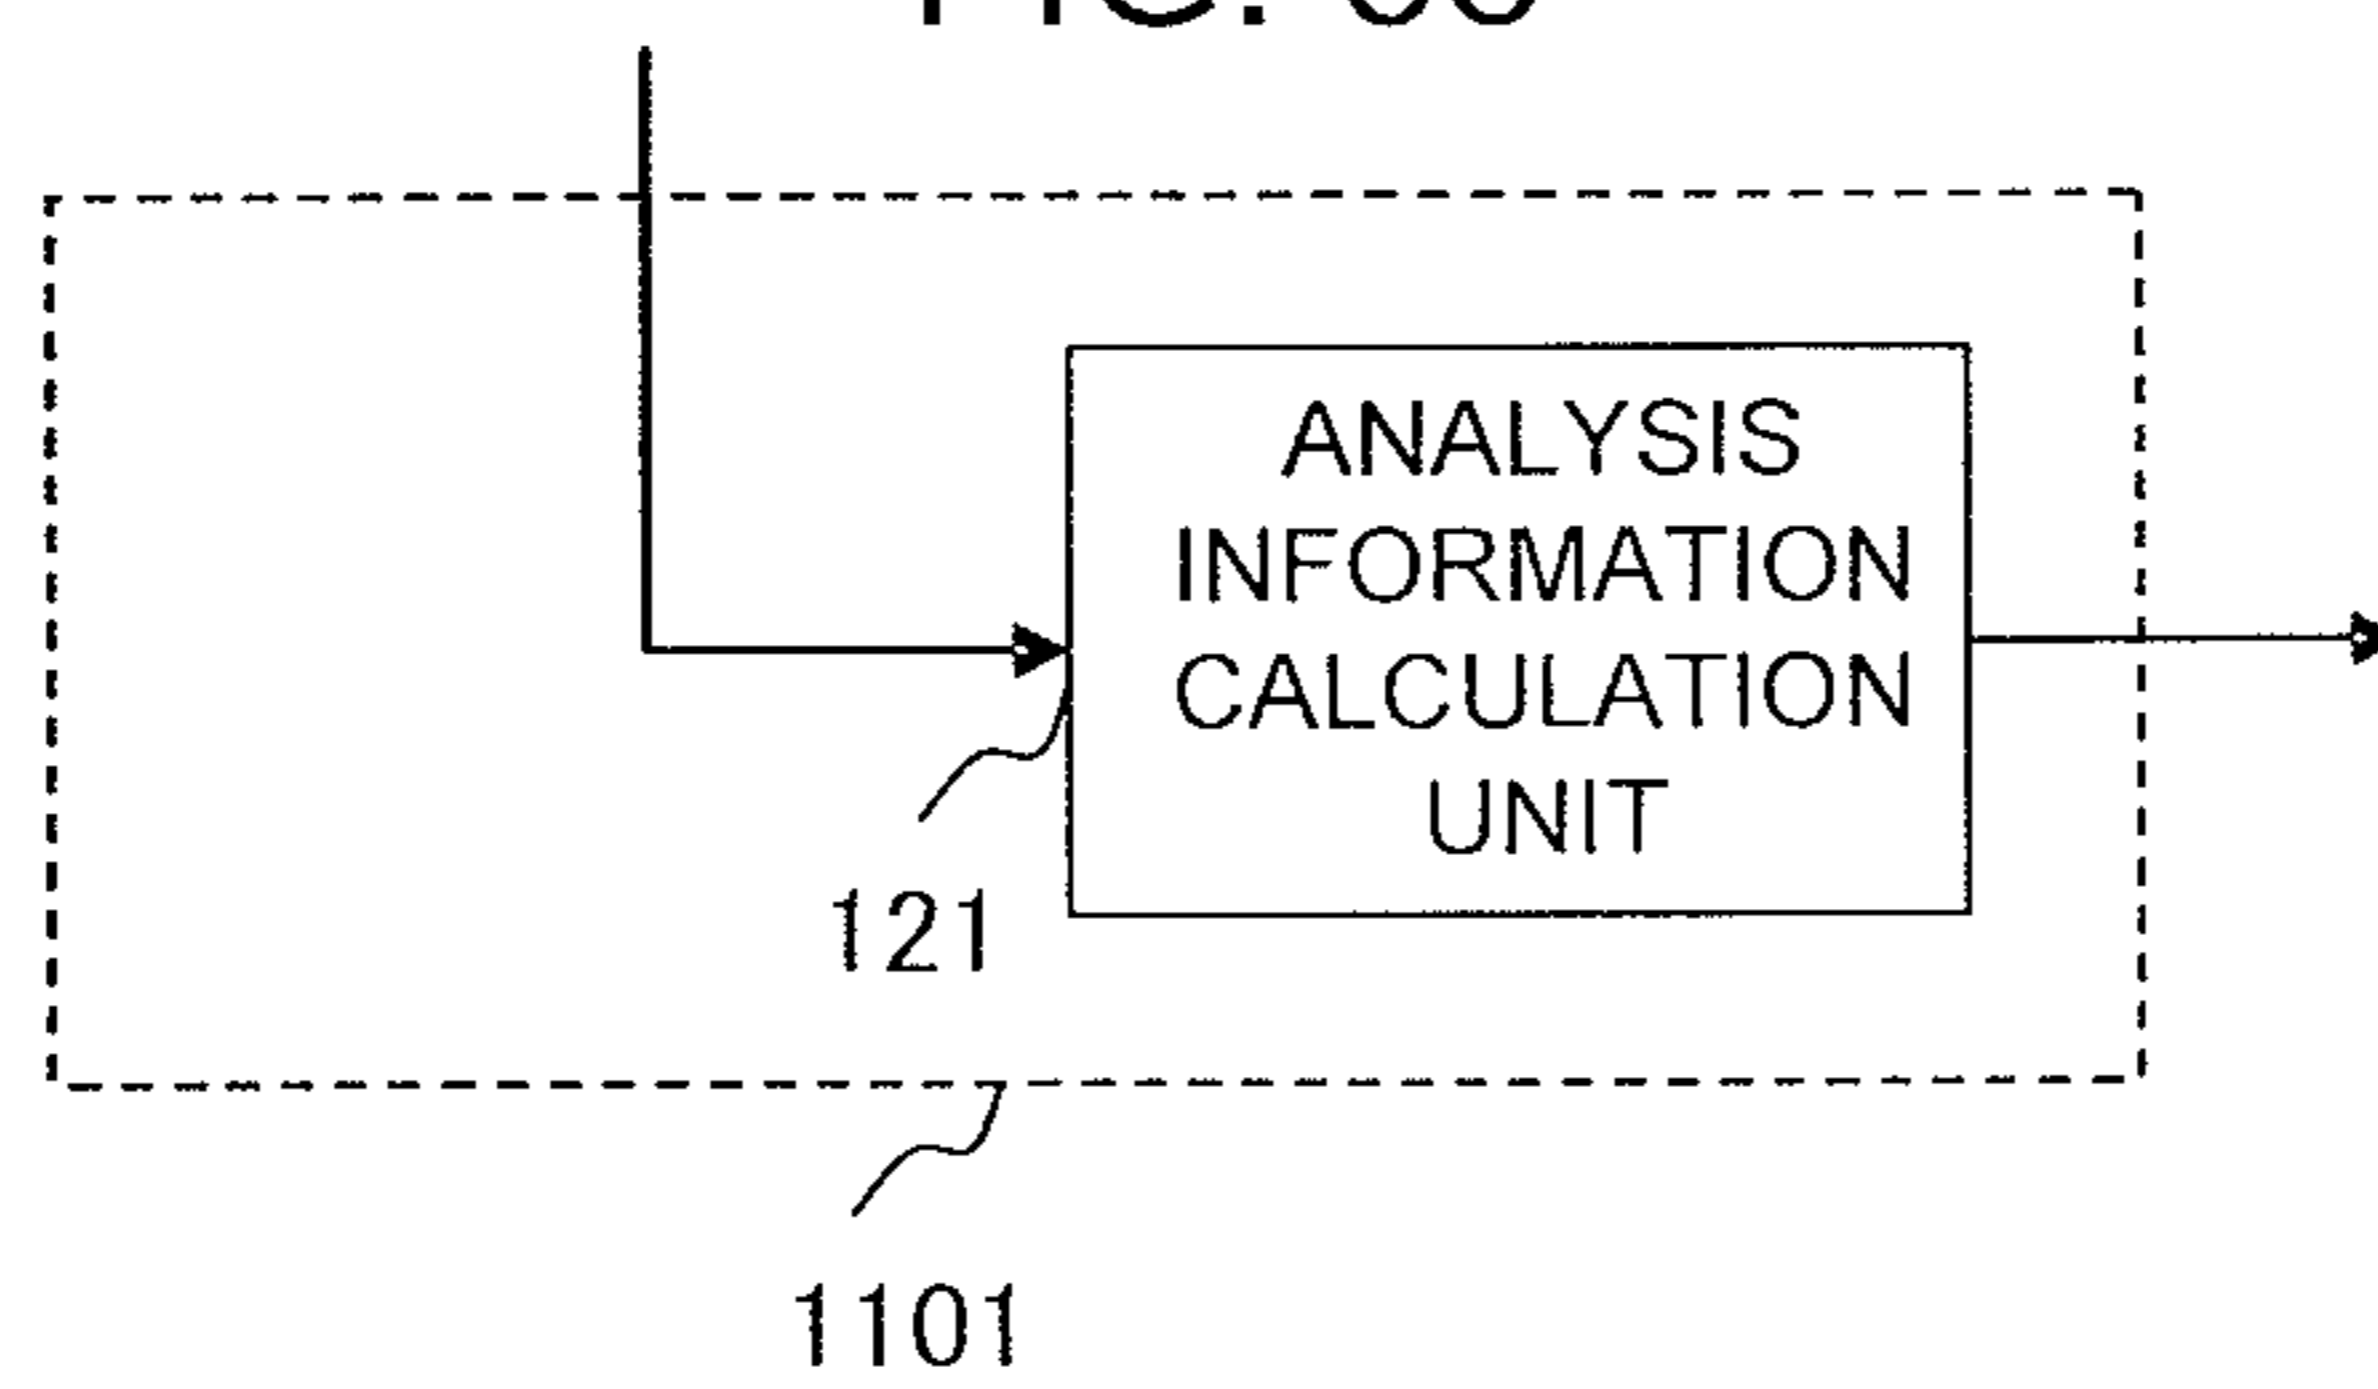 ANALYSIS
INFORMATION
CALCULATION
UNIT
121
1101